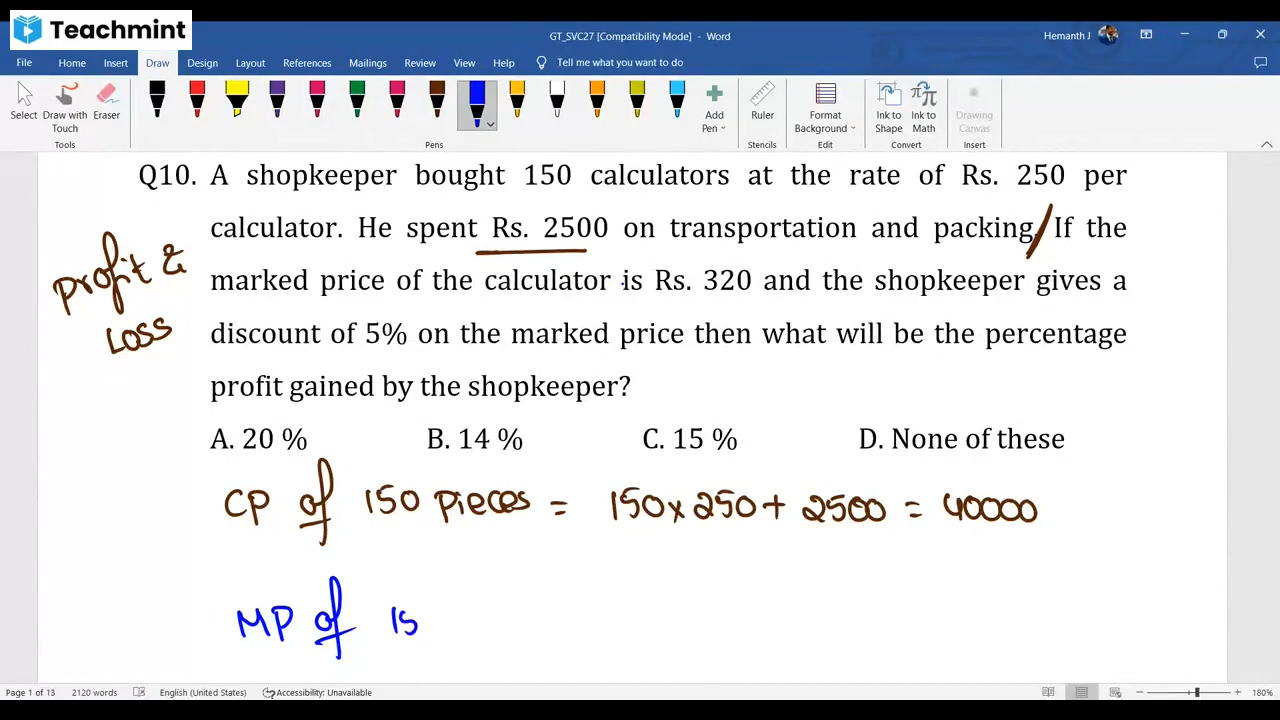 Teachmint
GT_SVC27 [Compatibility Mode] - Word
Hemanth J
File Home Insert Draw Design Layout References Mailings Review View Help Tell me what you want to do
Select Draw with Touch Eraser Add Pen Ruler Format Background Ink to Shape Ink to Math Drawing Canvas
Tools Pens Stencils Edit Convert Insert
Q10. A shopkeeper bought 150 calculators at the rate of Rs. 250 per
calculator. He spent Rs. 2500 on transportation and packing. If the
marked price of the calculator is Rs. 320 and the shopkeeper gives a
discount of 5% on the marked price then what will be the percentage
profit gained by the shopkeeper?
profit &
Loss
A. 20 % B. 14 % C. 15 % D. None of these
CP of 150 pieces = 150x250+ 2500 = 40000
MP of 15
Page 1 of 13 2120 words English (United States) Accessibility: Unavailable 180%